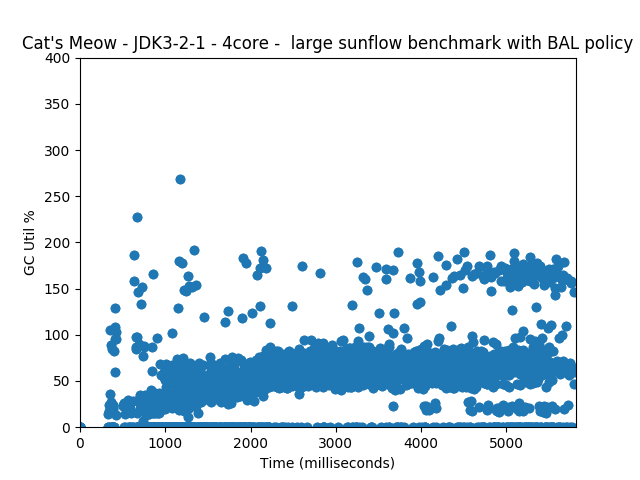 Cat's Meow - JDK3-2-1 - 4core -  large sunflow benchmark with BAL policy
400
350
300
250
200
150
100
50
0
GC Util %
0 1000 2000 3000 4000 5000
Time (milliseconds)